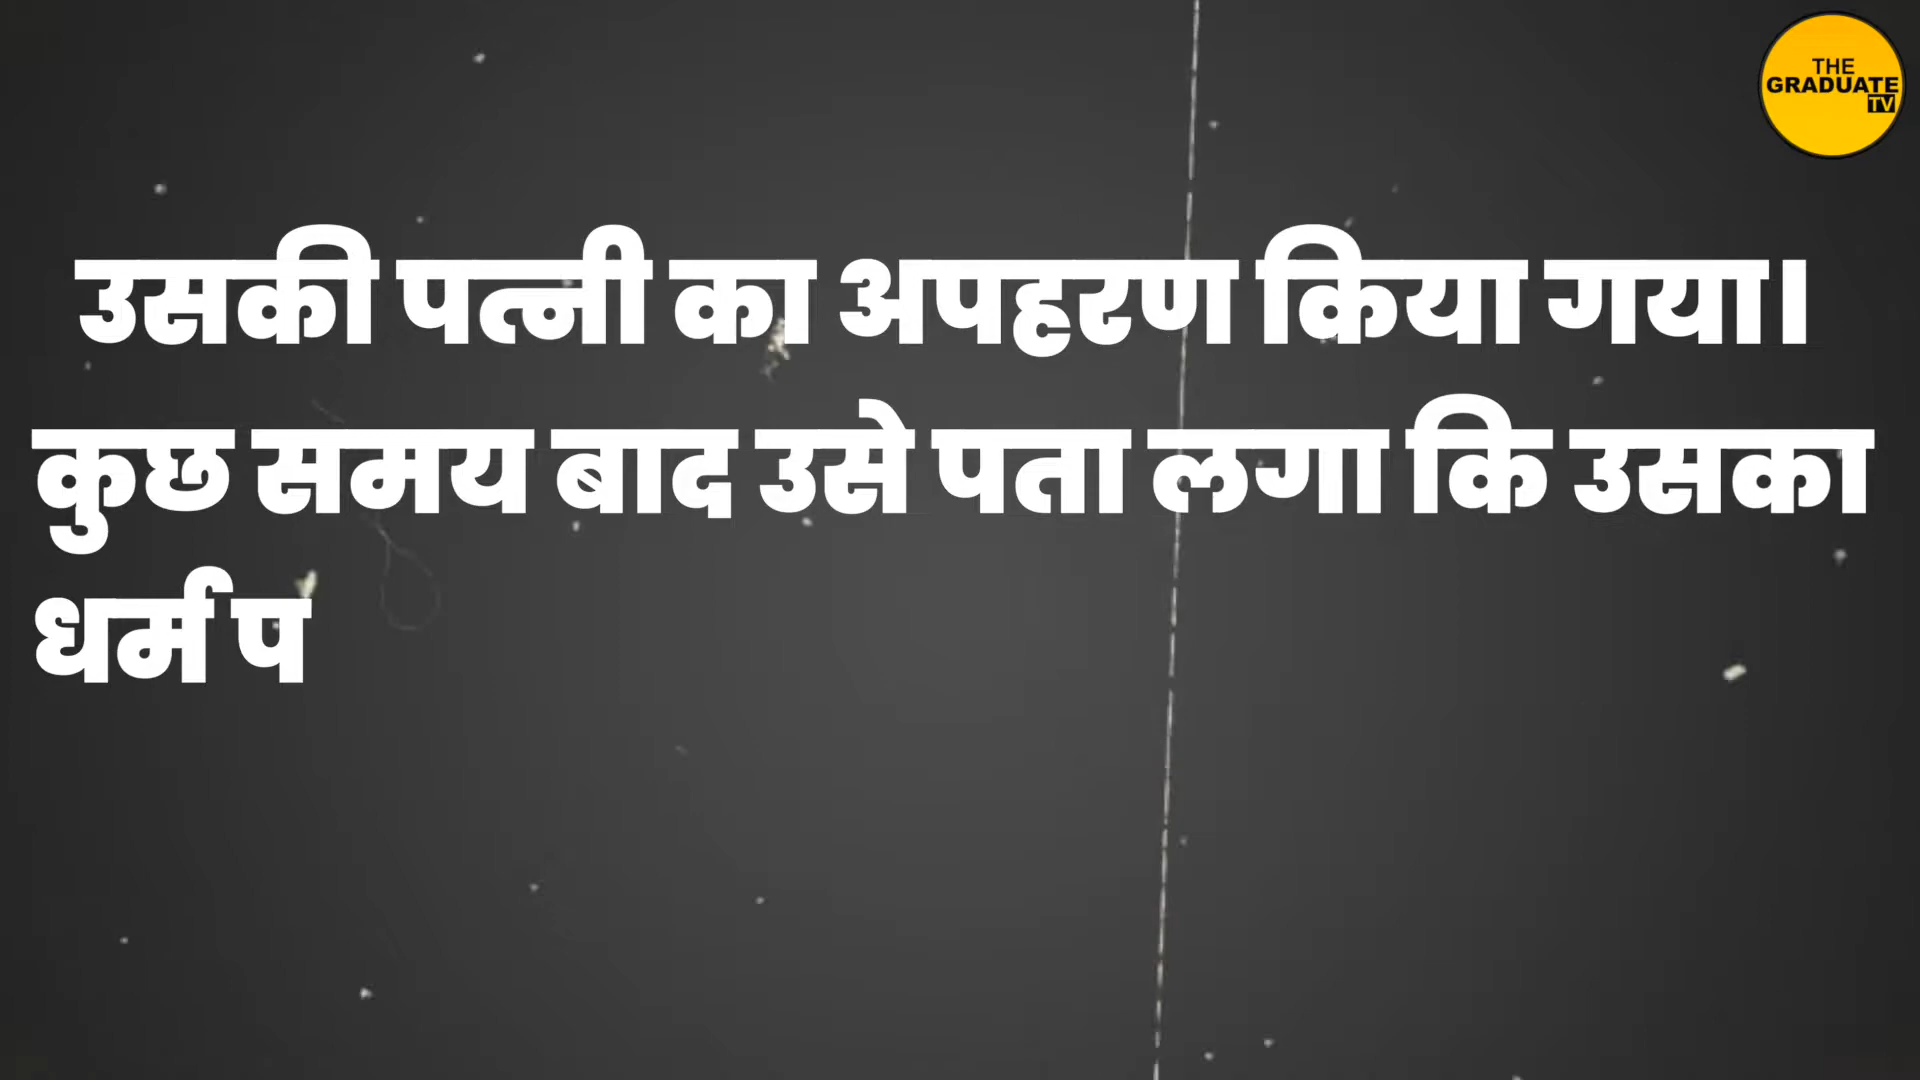 THE
GRADUATE
TV
उसकी पत्नी का अपहरण किया गया।
कुछ समय बाद उसे पता लगा कि उसका
धर्म प